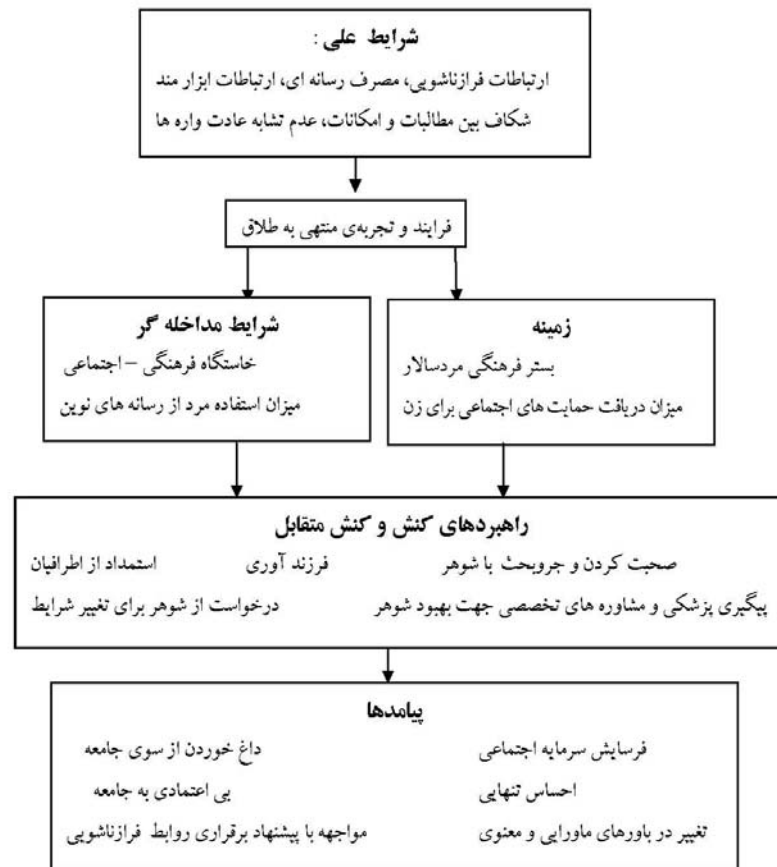 شرایط علی :
ارتباطات فرازناشویی، مصرف رسانه ای، ارتباطات ابزار مند
شکاف بین مطالبات و امکانات، عدم تشابه عادت واره ها
فرایند و تجربه‌ی منتهی به طلاق
زمینه
بستر فرهنگی مردسالار
میزان دریافت حمایت های اجتماعی برای زن
شرایط مداخله گر
خاستگاه فرهنگی – اجتماعی
میزان استفاده مرد از رسانه های نوین
راهبردهای کنش و کنش متقابل
صحبت کردن و جروبحث با شوهر فرزند آوری استمداد از اطرافیان
پیگیری پزشکی و مشاوره های تخصصی جهت بهبود شوهر درخواست از شوهر برای تغییر شرایط
پیامدها
فرسایش سرمایه اجتماعی داغ خوردن از سوی جامعه
احساس تنهایی بی اعتمادی به جامعه
تغییر در باورهای ماورایی و معنوی مواجهه با پیشنهاد برقراری روابط فرازناشویی